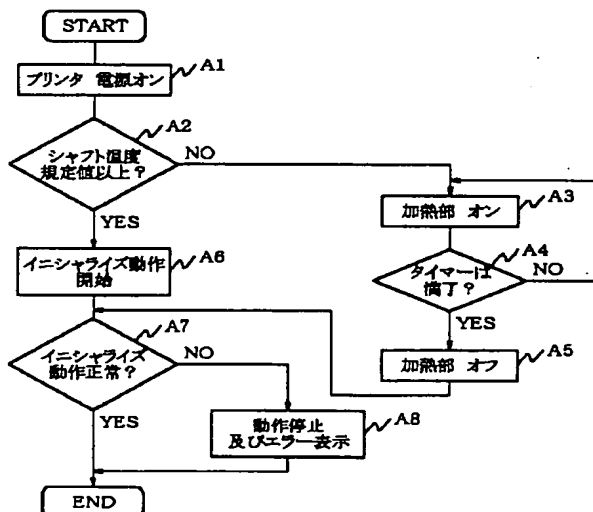 START
プリンタ 電源オン
A1
シャフト温度
規定値以上?
A2
NO
YES
加熱部 オン
A3
タイマーは
満了?
A4
NO
YES
加熱部 オフ
A5
イニシャライズ動作
開始
A6
イニシャライズ
動作正常?
A7
NO
YES
動作停止
及びエラー表示
A8
END